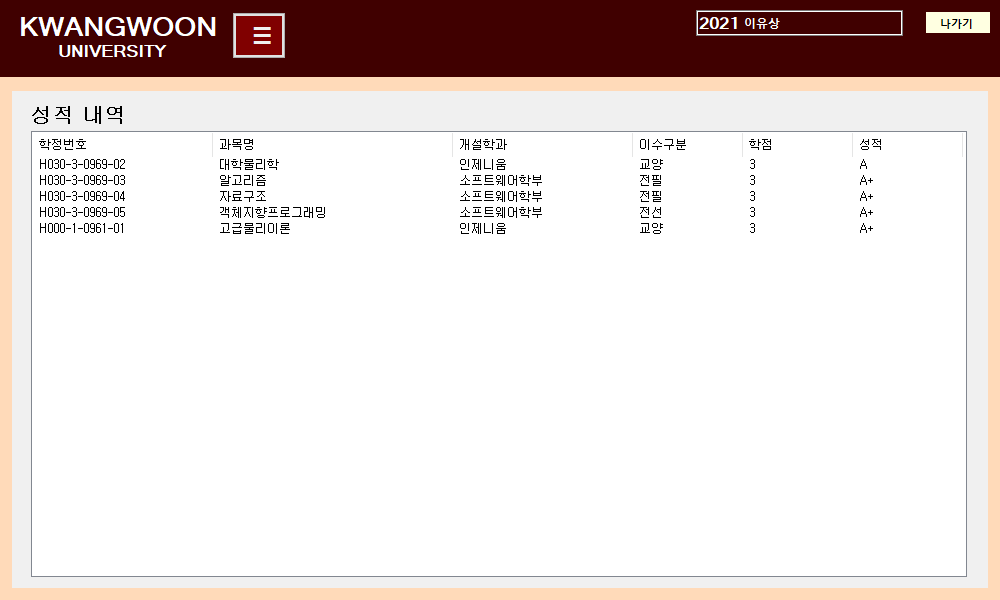 KWANGWOON
UNIVERSITY
☰
2021 이유상
나가기
성적 내역
학정번호 과목명 개설학과 이수구분 학점 성적
H030-3-0969-02 대학물리학 인제니움 교양 3 A
H030-3-0969-03 알고리즘 소프트웨어학부 전필 3 A+
H030-3-0969-04 자료구조 소프트웨어학부 전필 3 A+
H030-3-0969-05 객체지향프로그래밍 소프트웨어학부 전선 3 A+
H000-1-0961-01 고급물리이론 인제니움 교양 3 A+